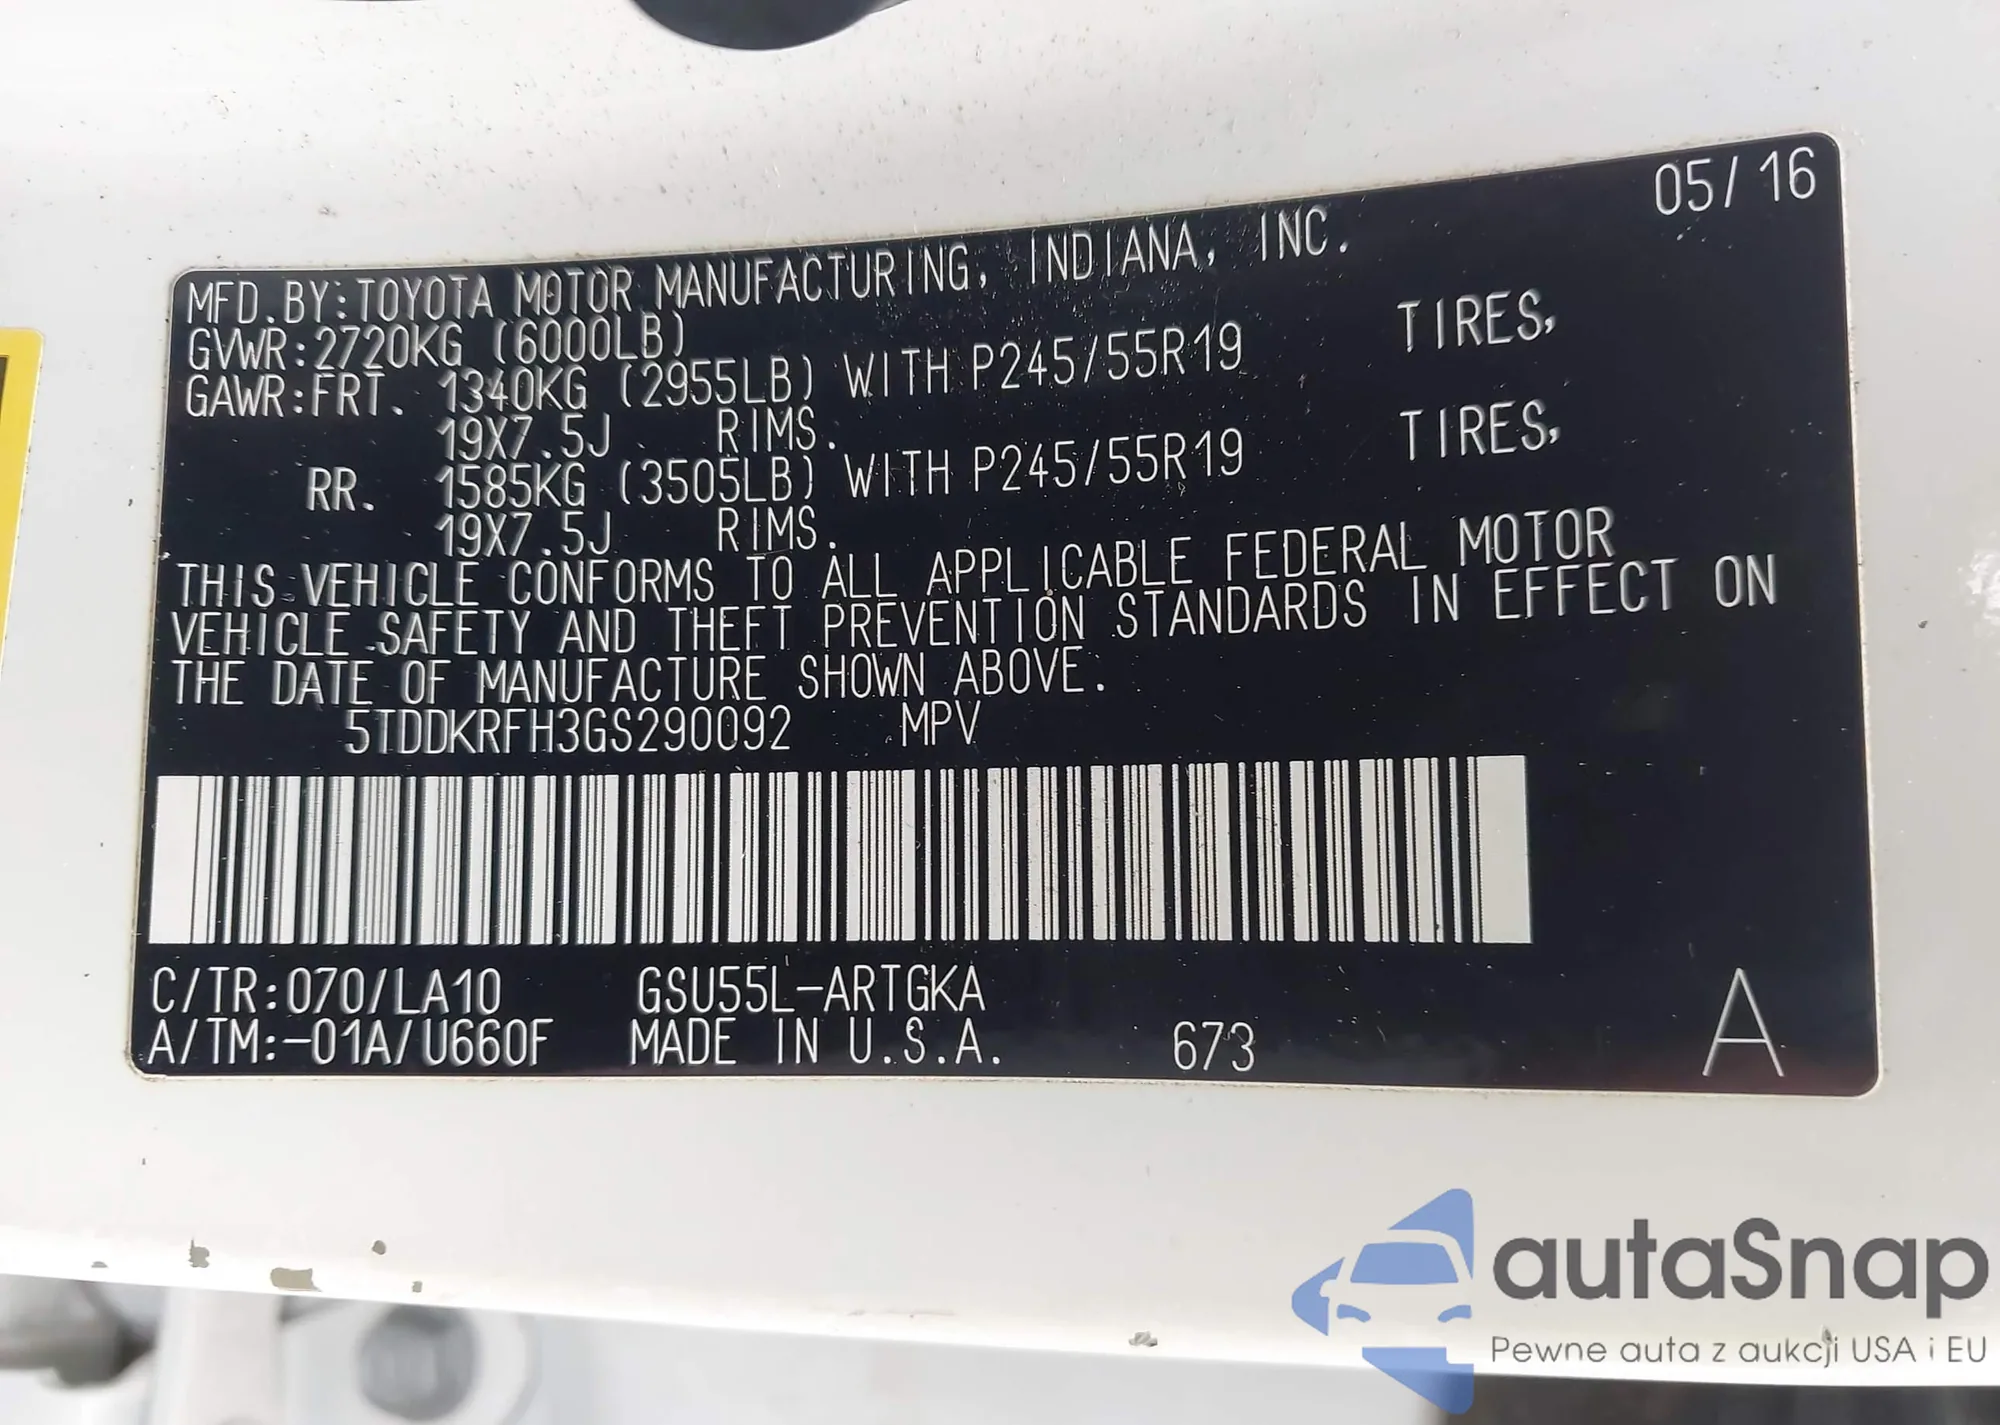 05/16
MFD.BY:TOYOTA MOTOR MANUFACTURING, INDIANA, INC.
GVWR:2720KG (6000LB)
GAWR:FRT. 1340KG (2955LB) WITH P245/55R19 TIRES,
19X7.5J RIMS.
RR. 1585KG (3505LB) WITH P245/55R19 TIRES,
19X7.5J RIMS.
THIS VEHICLE CONFORMS TO ALL APPLICABLE FEDERAL MOTOR
VEHICLE SAFETY AND THEFT PREVENTION STANDARDS IN EFFECT ON
THE DATE OF MANUFACTURE SHOWN ABOVE.
5TDDKRFH3GS290092 MPV
C/TR:070/LA10 GSU55L-ARTGKA
A/TM:-01A/U660F MADE IN U.S.A. 673 A
autaSnap
Pewne auta z aukcji USA i EU